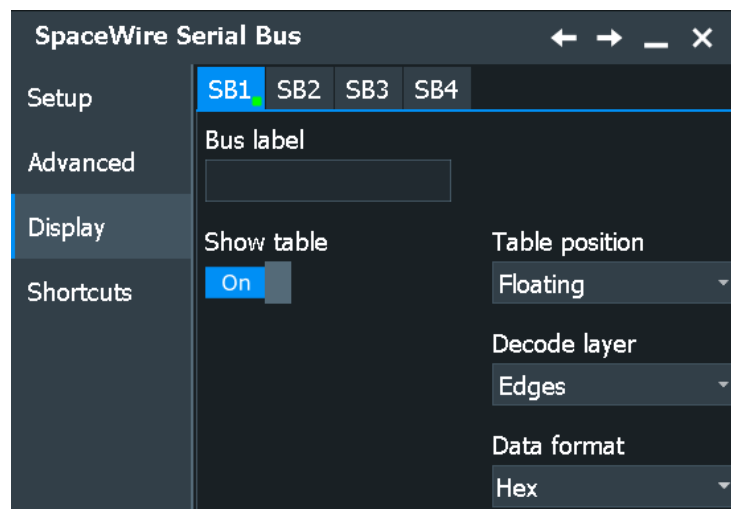 SpaceWire Serial Bus
Setup
Advanced
Display
Shortcuts
SB1 SB2 SB3 SB4
Bus label
Show table
On
Table position
Floating
Decode layer
Edges
Data format
Hex